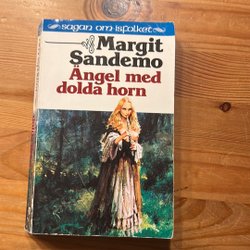 sagan om isfolket
Margit
Sandemo
Ängel med
dolda horn